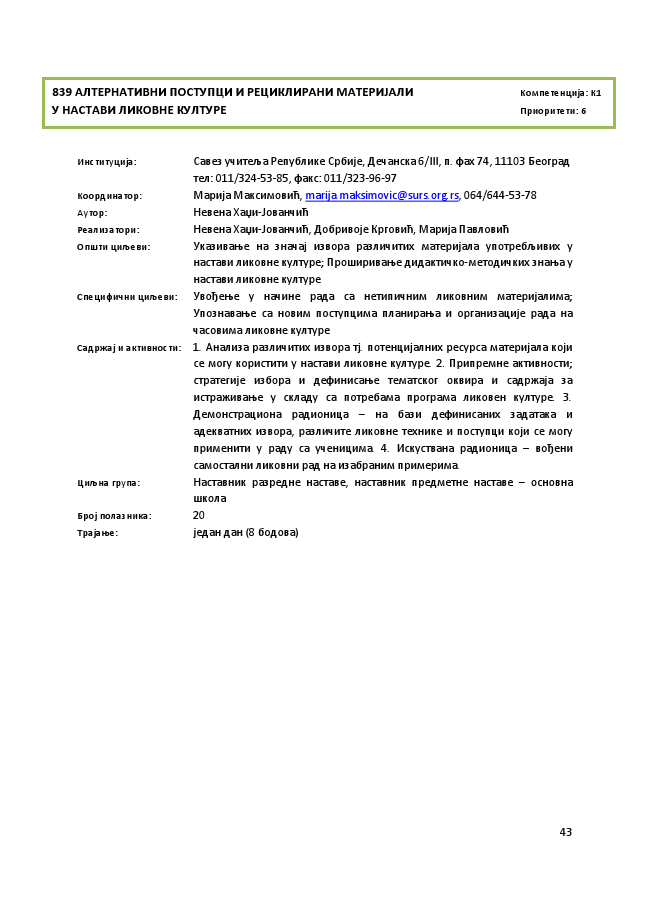 839 АЛТЕРНАТИВНИ ПОСТУПЦИ И РЕЦИКЛИРАНИ МАТЕРИЈАЛИ Компетенција: К1
У НАСТАВИ ЛИКОВНЕ КУЛТУРЕ Приоритети: 6
Институција: Савез учитеља Републике Србије, Дечанска 6/III, п. фах 74, 11103 Београд
тел: 011/324-53-85, факс: 011/323-96-97
Координатор: Марија Максимовић, marija.maksimovic@surs.org.rs, 064/644-53-78
Аутор: Невена Хаџи-Јованчић
Реализатори: Невена Хаџи-Јованчић, Добривоје Крговић, Марија Павловић
Општи циљеви: Указивање на значај извора различитих материјала употребљивих у
настави ликовне културе; Проширивање дидактичко-методичких знања у
настави ликовне културе
Специфични циљеви: Увођење у начине рада са нетипичним ликовним материјалима;
Упознавање са новим поступцима планирања и организације рада на
часовима ликовне културе
Садржај и активности: 1. Анализа различитих извора тј. потенцијалних ресурса материјала који
се могу користити у настави ликовне културе. 2. Припремне активности;
стратегије избора и дефинисање тематског оквира и садржаја за
истраживање у складу са потребама програма ликовен културе. 3.
Демонстрациона радионица – на бази дефинисаних задатака и
адекватних извора, различите ликовне технике и поступци који се могу
применити у раду са ученицима. 4. Искуствана радионица – вођени
самостални ликовни рад на изабраним примерима.
Циљна група: Наставник разредне наставе, наставник предметне наставе – основна
школа
Број полазника: 20
Трајање: један дан (8 бодова)
43